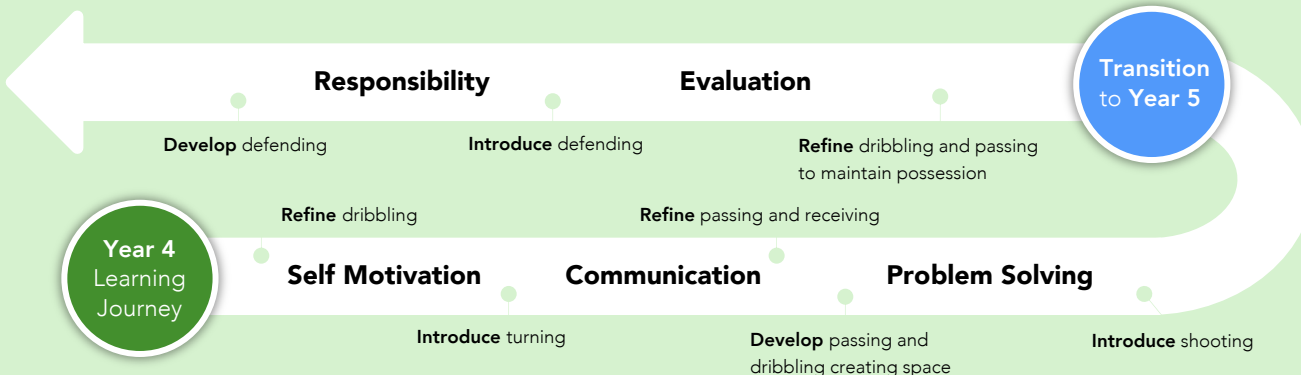 Responsibility
Evaluation
Transition
to Year 5
Develop defending
Introduce defending
Refine dribbling and passing
to maintain possession
Refine dribbling
Refine passing and receiving
Year 4
Learning
Journey
Self Motivation
Communication
Problem Solving
Introduce turning
Develop passing and
dribbling creating space
Introduce shooting